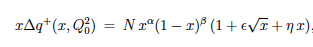 xΔq⁺(x, Q₀²) = N x^α(1 − x)^β (1 + ϵ√x + η x),